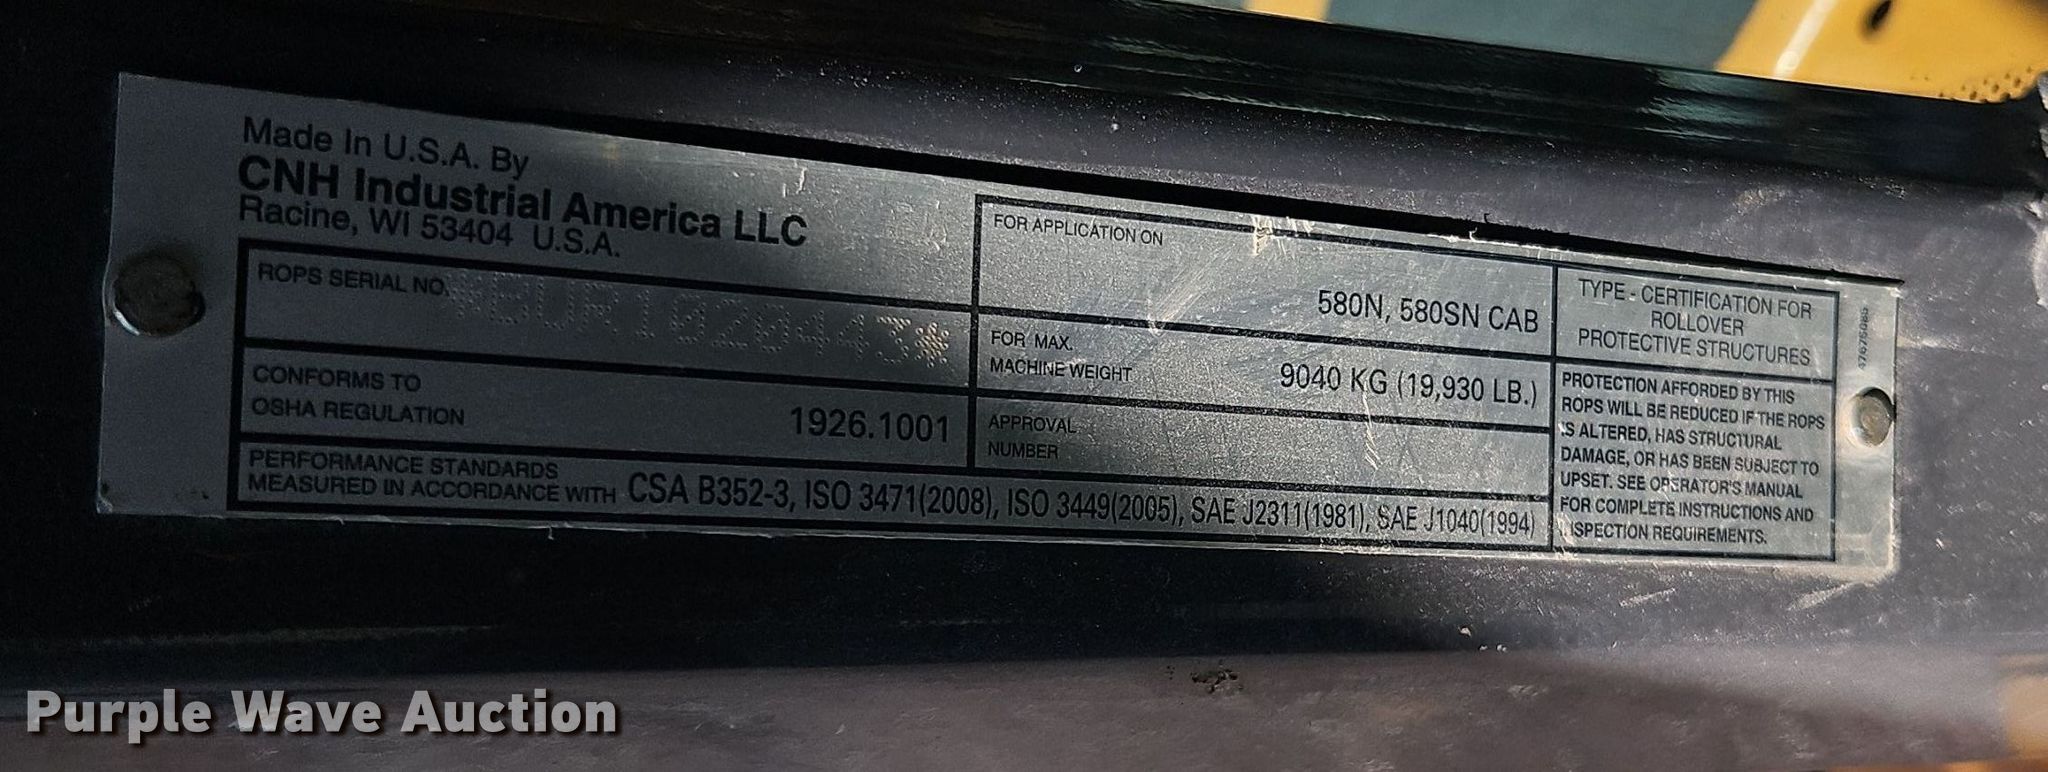 Made In U.S.A. By
CNH Industrial America LLC
Racine, WI 53404 U.S.A.
ROPS SERIAL NO.
CONFORMS TO
OSHA REGULATION
1926.1001
PERFORMANCE STANDARDS
MEASURED IN ACCORDANCE WITH CSA B352-3, ISO 3471(2008), ISO 3449(2005), SAE J2311(1981), SAE J1040(1994)
FOR APPLICATION ON
580N, 580SN CAB
FOR MAX.
MACHINE WEIGHT
9040 KG (19,930 LB.)
APPROVAL
NUMBER
TYPE - CERTIFICATION FOR
ROLLOVER
PROTECTIVE STRUCTURES
PROTECTION AFFORDED BY THIS
ROPS WILL BE REDUCED IF THE ROPS
IS ALTERED, HAS STRUCTURAL
DAMAGE, OR HAS BEEN SUBJECT TO
UPSET. SEE OPERATOR'S MANUAL
FOR COMPLETE INSTRUCTIONS AND
INSPECTION REQUIREMENTS.
Purple Wave Auction